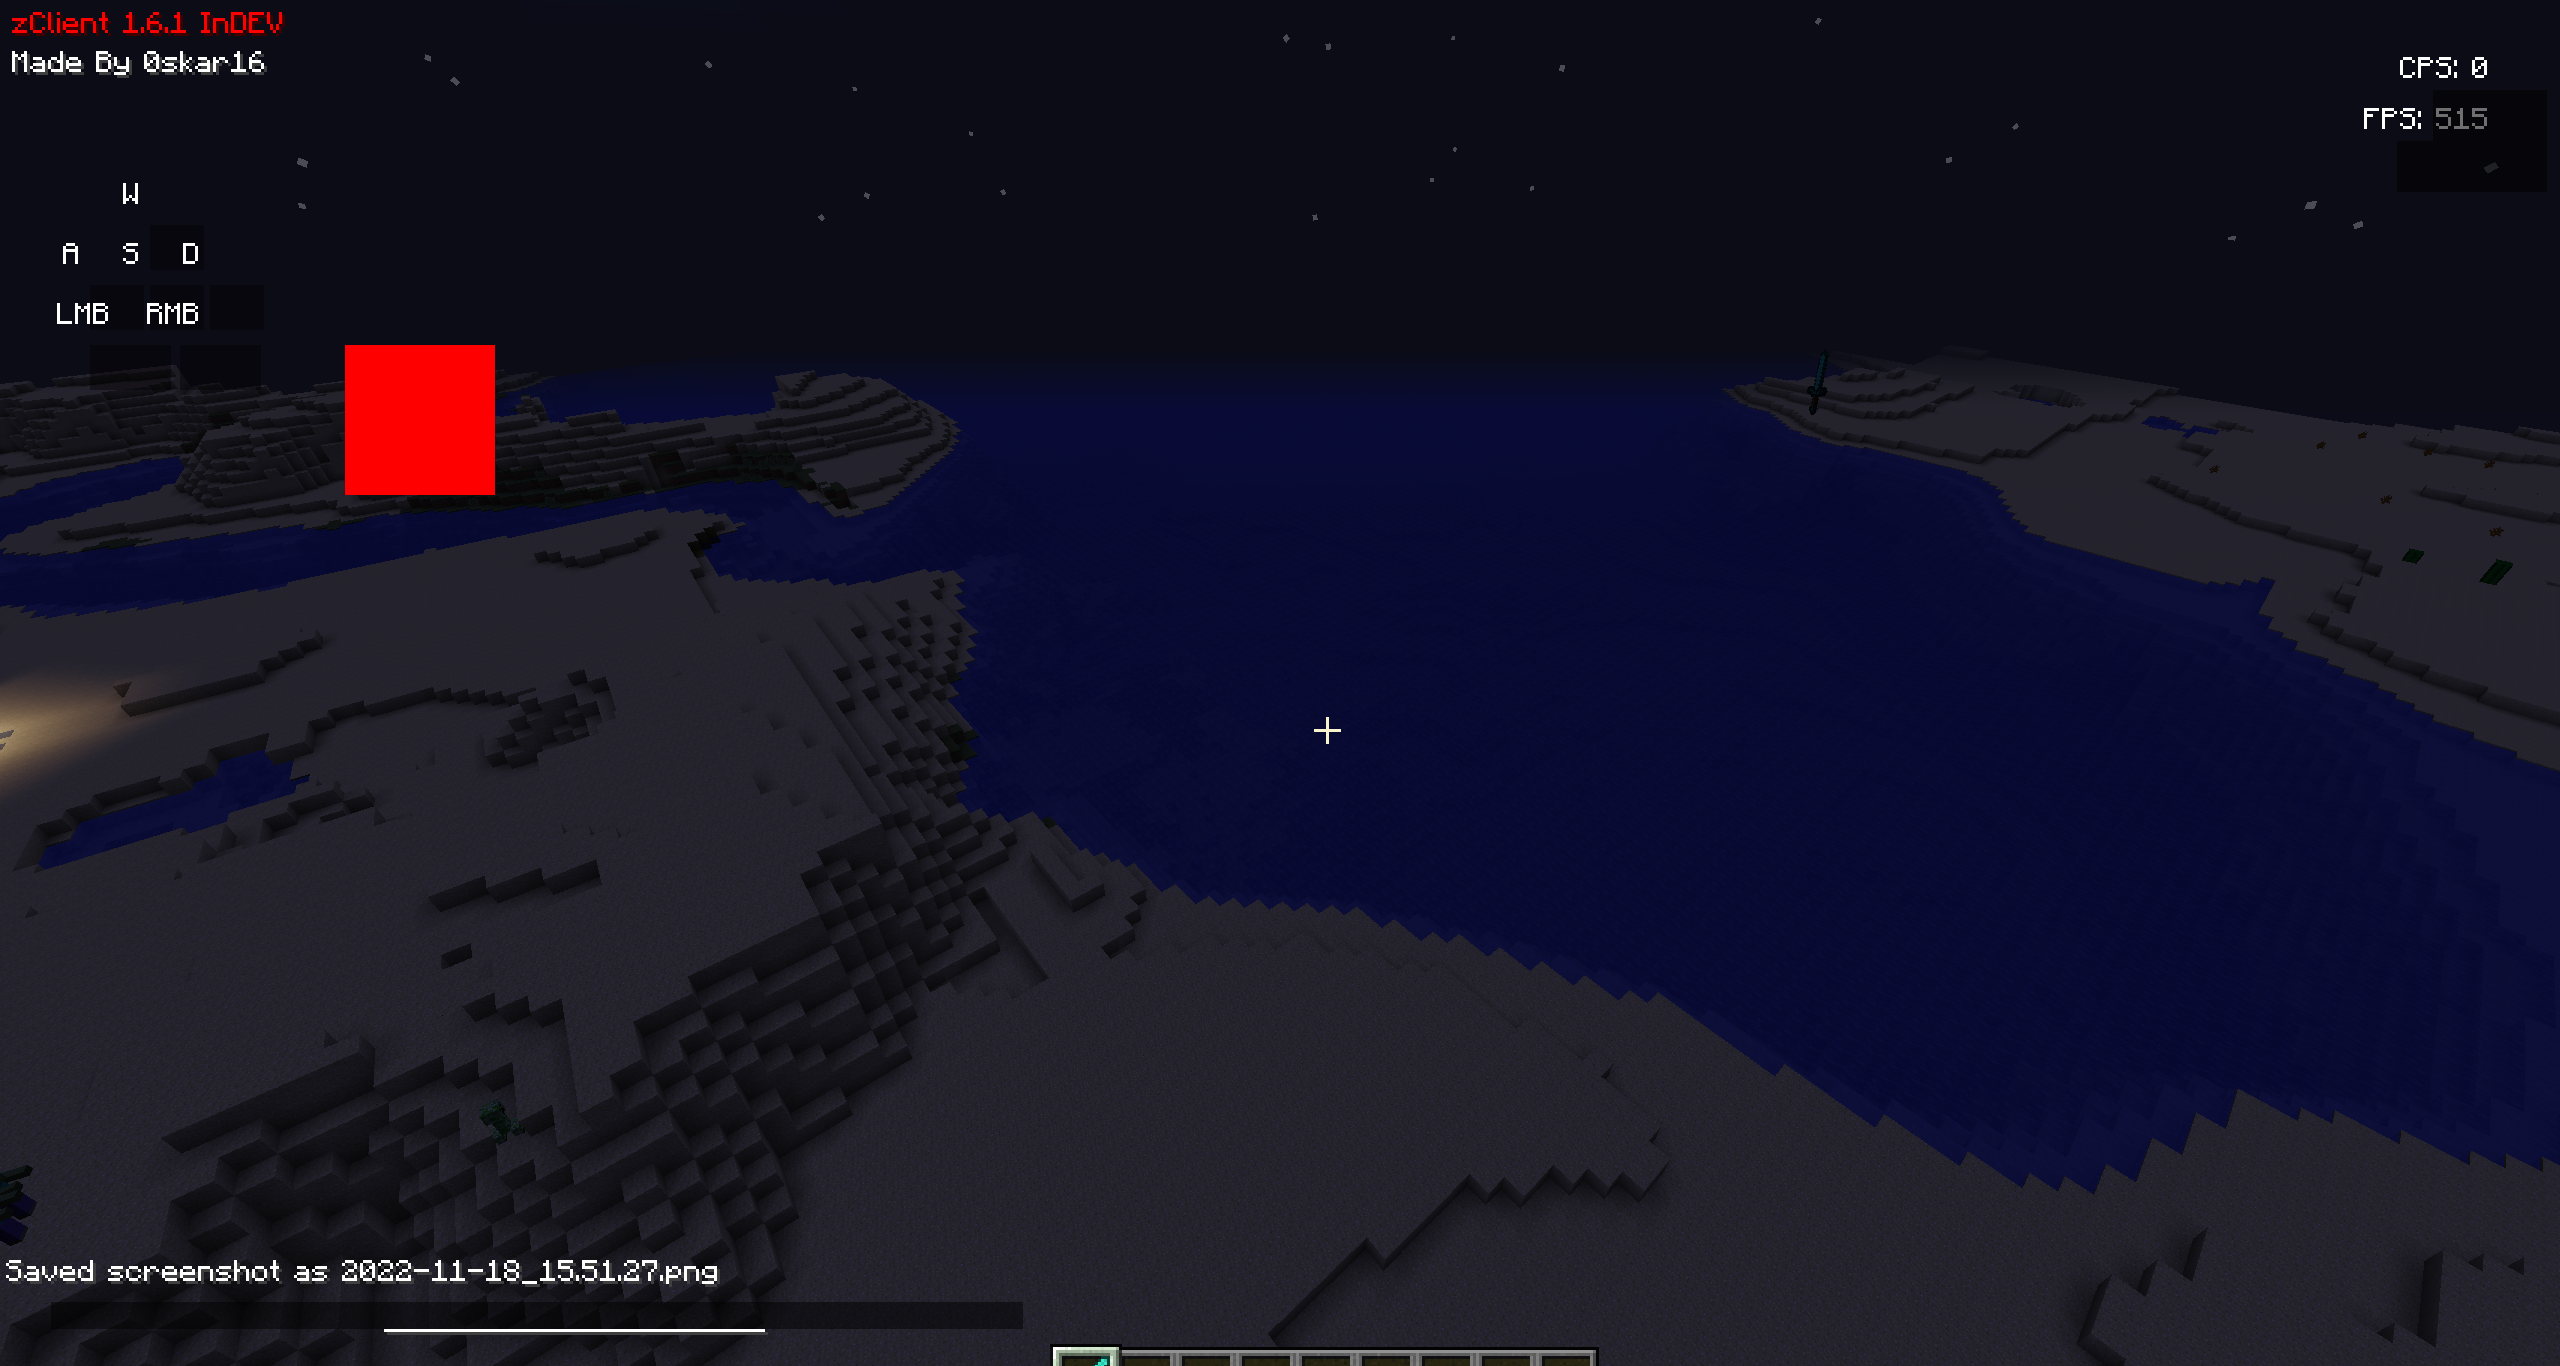 zClient 1.6.1 InDEV
Made By 0skar16
CPS: 0
FPS: 515
W
A S D
LMB RMB
Saved screenshot as 2022-11-18_15.51.27.png